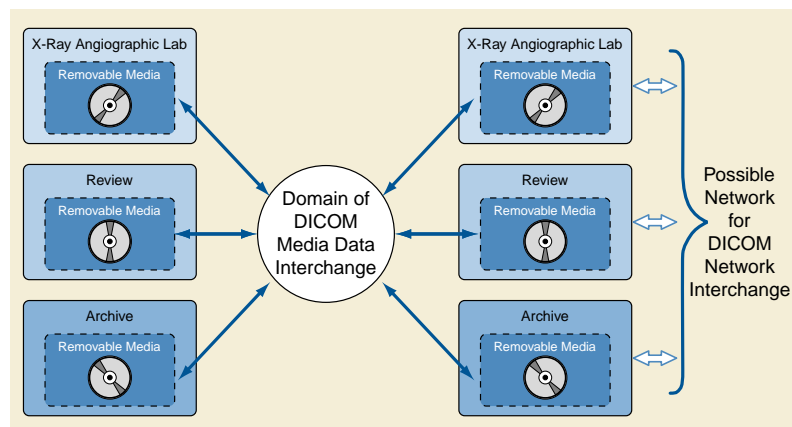 X-Ray Angiographic Lab
Removable Media
Review
Removable Media
Archive
Removable Media
Domain of
DICOM
Media Data
Interchange
X-Ray Angiographic Lab
Removable Media
Review
Removable Media
Archive
Removable Media
Possible
Network
for
DICOM
Network
Interchange